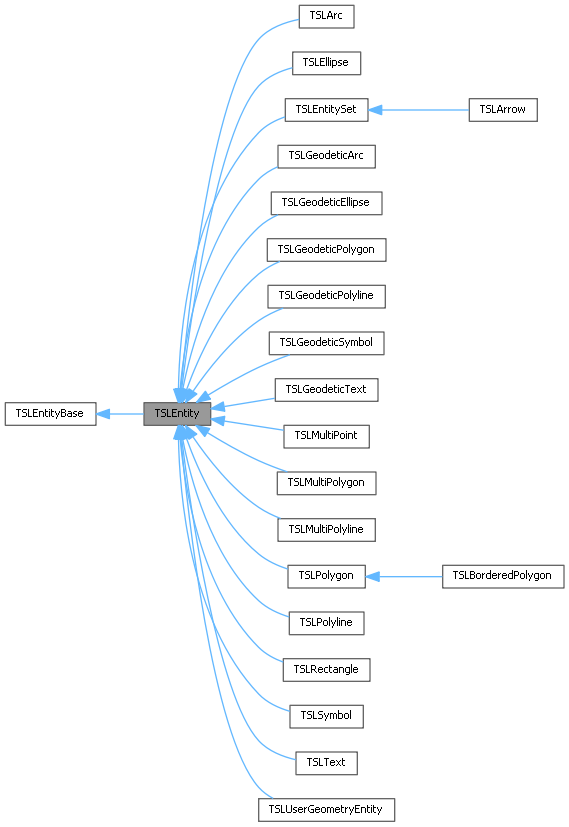 TSLArc
TSLEllipse
TSLEntitySet
TSLArrow
TSLGeodeticArc
TSLGeodeticEllipse
TSLGeodeticPolygon
TSLGeodeticPolyline
TSLGeodeticSymbol
TSLGeodeticText
TSLEntityBase
TSLEntity
TSLMultiPoint
TSLMultiPolygon
TSLMultiPolyline
TSLPolygon
TSLBorderedPolygon
TSLPolyline
TSLRectangle
TSLSymbol
TSLText
TSLUserGeometryEntity